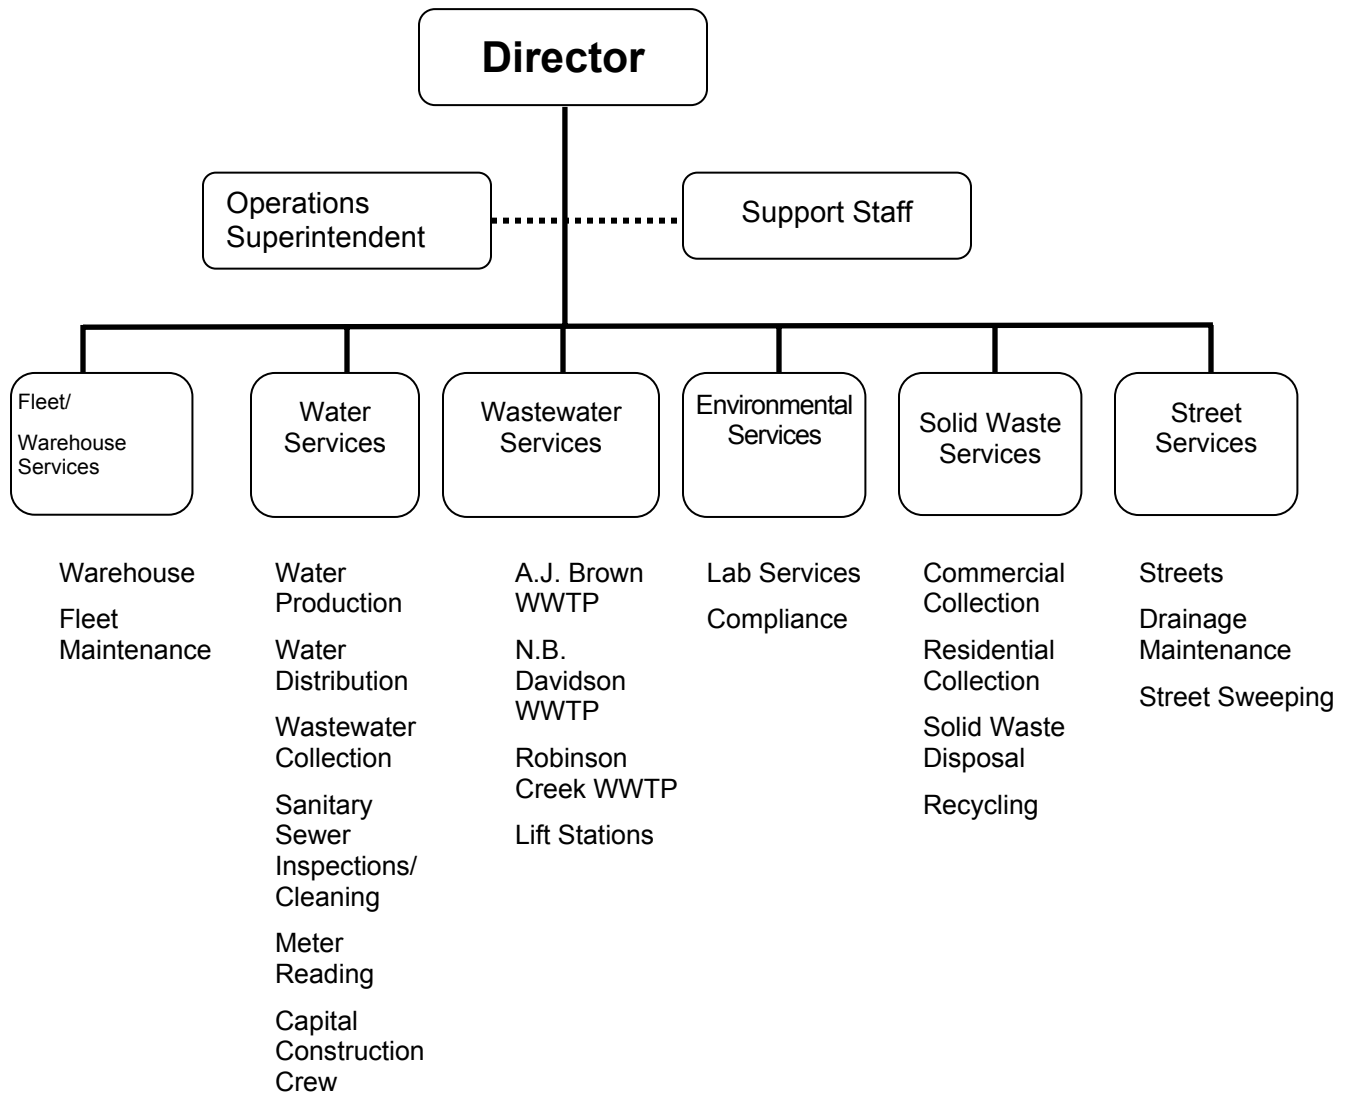 Director
Operations
Superintendent
Support Staff
Fleet/
Warehouse
Services
Water
Services
Wastewater
Services
Environmental
Services
Solid Waste
Services
Street
Services
Warehouse
Fleet
Maintenance
Water
Production
Water
Distribution
Wastewater
Collection
Sanitary
Sewer
Inspections/
Cleaning
Meter
Reading
Capital
Construction
Crew
A.J. Brown
WWTP
N.B.
Davidson
WWTP
Robinson
Creek WWTP
Lift Stations
Lab Services
Compliance
Commercial
Collection
Residential
Collection
Solid Waste
Disposal
Recycling
Streets
Drainage
Maintenance
Street Sweeping